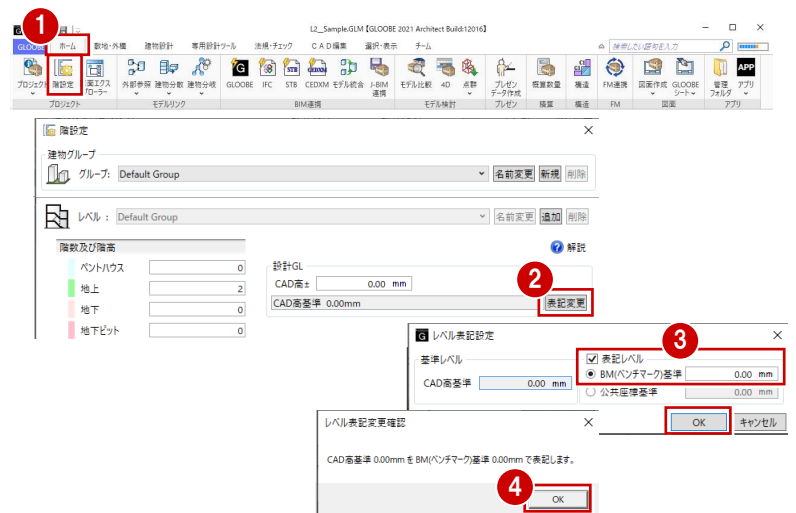 1
L2_Sample.GLM【GLOOBE 2021 Architect Build:12016】
GLOOBE ホーム 敷地・外構 建物設計 専用設計ツール 法規・チェック CAD編集 選択・表示 チーム 検索したい語句を入力
プロジェクト 階設定 外部参照 建物分散 建物分岐 GLOOBE IFC STB CEDXM モデル統合 J-BIM連携 モデル比較 4D 点群 プレゼンデータ作成 概算数量 構造 FM連携 図面作成 GLOOBEシート 管理フォルダ アプリ
プロジェクト モデルリンク BIM連携 モデル検討 プレゼン 積算 構造 FM 図面 アプリ
階設定
建物グループ
グループ: Default Group 名前変更 新規 削除
レベル : Default Group 名前変更 追加 削除
階数及び階高 解説
ペントハウス 0
地上 2
地下 0
地下ピット 0
設計GL
CAD高± 0.00 mm
2
CAD高基準 0.00mm 表記変更
レベル表記設定
3
基準レベル
CAD高基準 0.00 mm
表記レベル
BM(ベンチマーク)基準 0.00 mm
公共座標基準 0.00 mm
OK キャンセル
レベル表記変更確認
CAD高基準 0.00mm を BM(ベンチマーク)基準 0.00mm で表記します。
4
OK